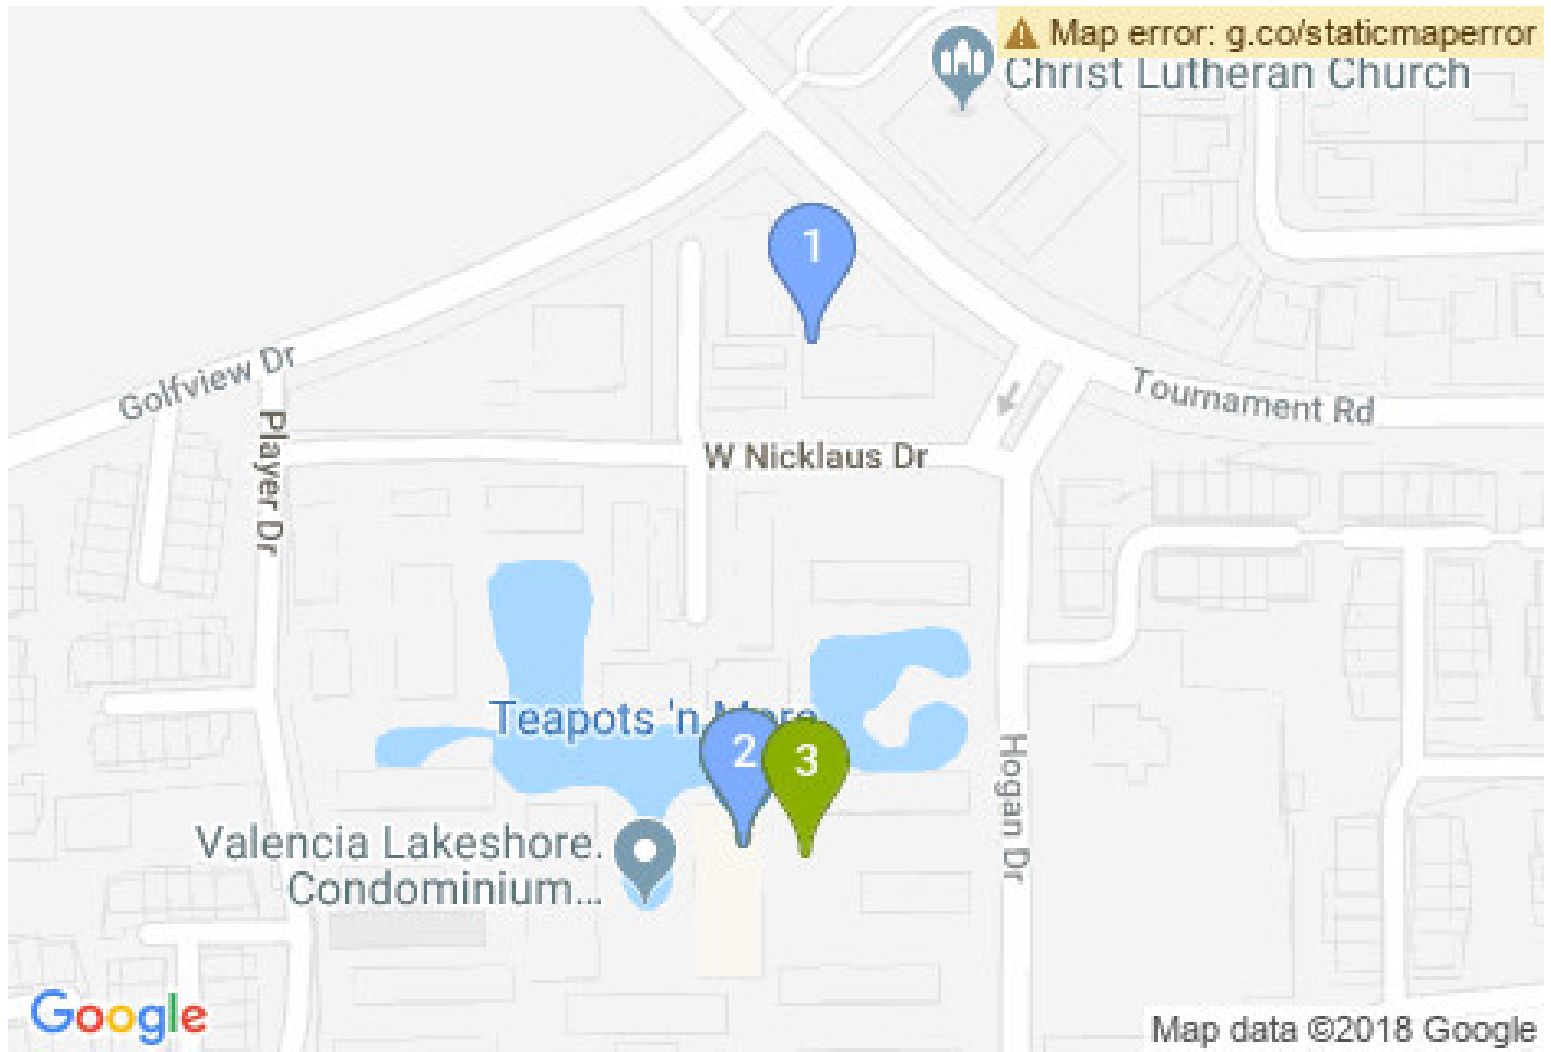 Map error: g.co/staticmaperror
Christ Lutheran Church
1
Golfview Dr
Tournament Rd
Player Dr
W Nicklaus Dr
Teapots 'n More
2
3
Hogan Dr
Valencia Lakeshore.
Condominium...
Google
Map data ©2018 Google